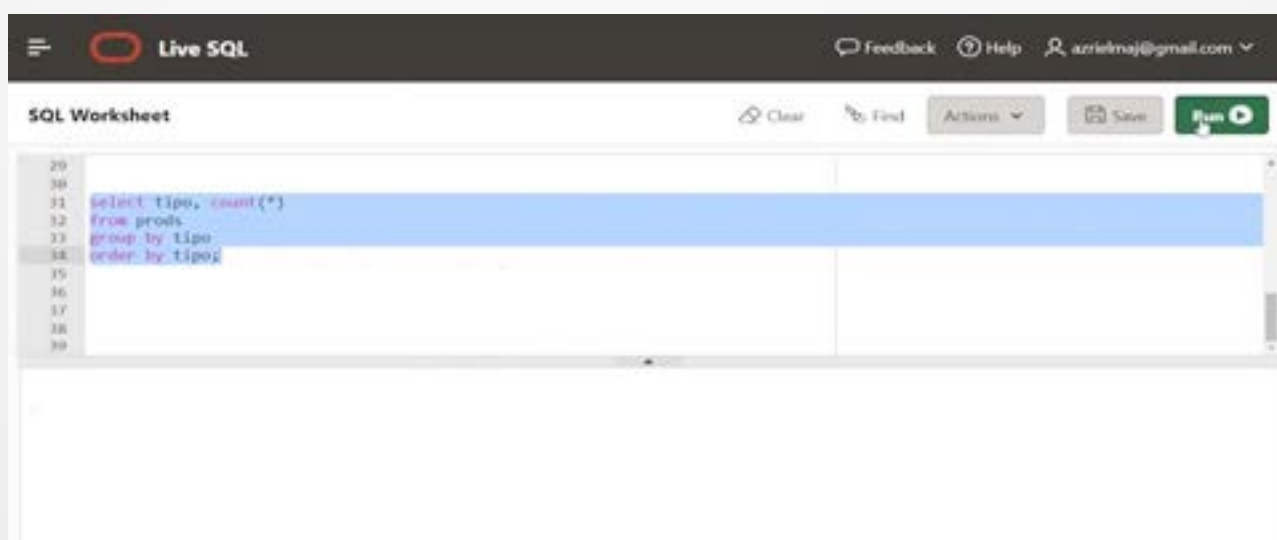 Live SQL
Feedback Help azrielmaj@gmail.com
SQL Worksheet
Clear Find Actions Save Run
29
30
31 select tipo, count(*)
32 from prods
33 group by tipo
34 order by tipo;
35
36
37
38
39